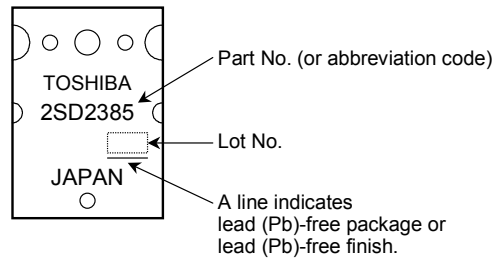 TOSHIBA
2SD2385
JAPAN
Part No. (or abbreviation code)
Lot No.
A line indicates
lead (Pb)-free package or
lead (Pb)-free finish.